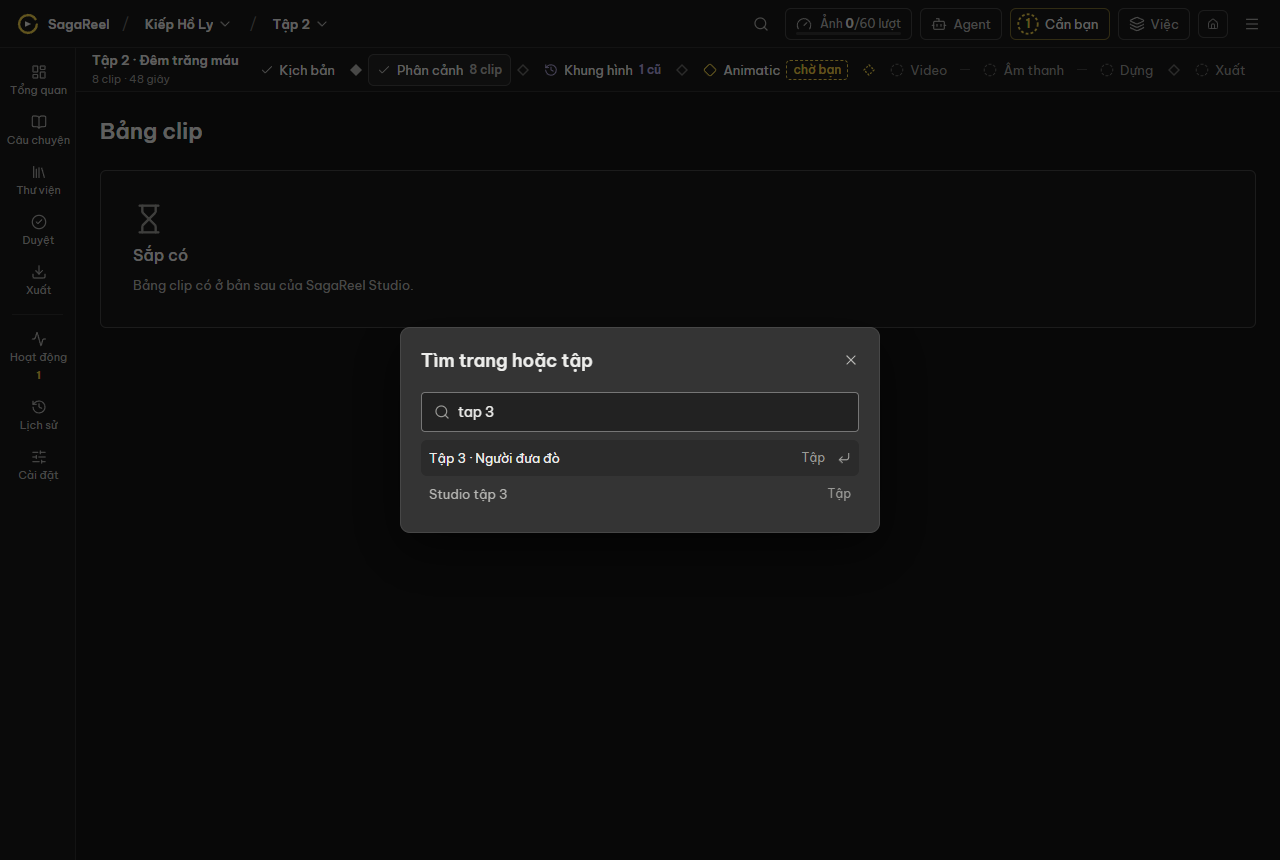 SagaReel / Kiếp Hồ Ly / Tập 2
Ảnh 0/60 lượt
Agent
1 Cần bạn
Việc
Tập 2 · Đêm trăng máu
8 clip · 48 giây
Kịch bản
Phân cảnh 8 clip
Khung hình 1 cũ
Animatic chờ bạn
Video
Âm thanh
Dựng
Xuất
Tổng quan
Câu chuyện
Thư viện
Duyệt
Xuất
Hoạt động
1
Lịch sử
Cài đặt
Bảng clip
Sắp có
Bảng clip có ở bản sau của SagaReel Studio.
Tìm trang hoặc tập
tap 3
Tập 3 · Người đưa đò Tập
Studio tập 3 Tập